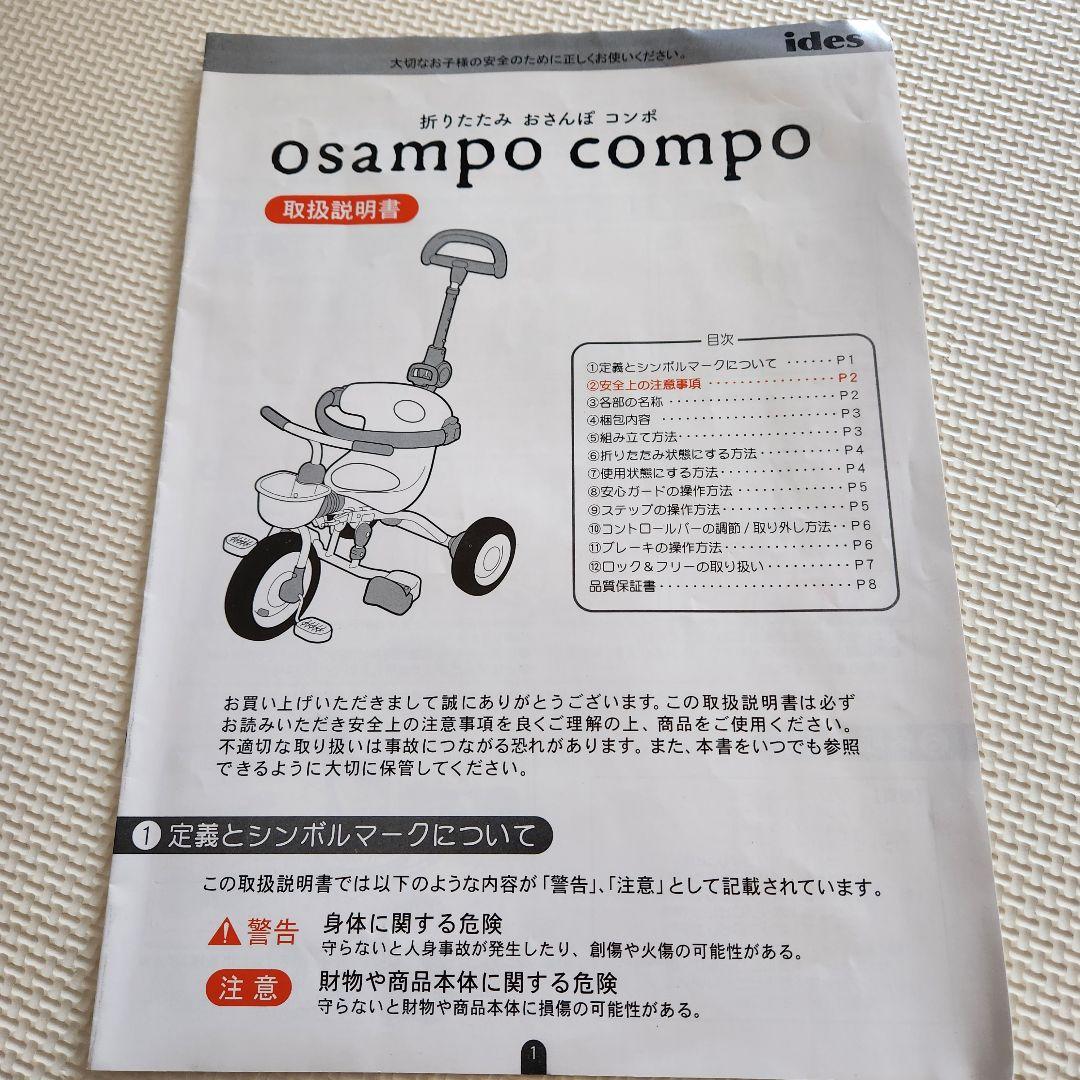 ides
大切なお子様の安全のために正しくお使いください。
折りたたみ おさんぽ コンポ
osampo compo
取扱説明書
目次
①定義とシンボルマークについて ‥‥‥P1
②安全上の注意事項 ‥‥‥‥‥‥‥‥P2
③各部の名称 ‥‥‥‥‥‥‥‥‥‥P2
④梱包内容 ‥‥‥‥‥‥‥‥‥‥‥P3
⑤組み立て方法‥‥‥‥‥‥‥‥‥‥P3
⑥折りたたみ状態にする方法‥‥‥‥‥P4
⑦使用状態にする方法‥‥‥‥‥‥‥P4
⑧安心ガードの操作方法 ‥‥‥‥‥‥P5
⑨ステップの操作方法‥‥‥‥‥‥‥P5
⑩コントロールバーの調節/取り外し方法‥P6
⑪ブレーキの操作方法‥‥‥‥‥‥‥P6
⑫ロック&フリーの取り扱い‥‥‥‥‥P7
品質保証書‥‥‥‥‥‥‥‥‥‥‥‥P8
お買い上げいただきまして誠にありがとうございます。この取扱説明書は必ず
お読みいただき安全上の注意事項を良くご理解の上、商品をご使用ください。
不適切な取り扱いは事故につながる恐れがあります。また、本書をいつでも参照
できるように大切に保管してください。
1 定義とシンボルマークについて
この取扱説明書では以下のような内容が「警告」、「注意」として記載されています。
警告 身体に関する危険
守らないと人身事故が発生したり、創傷や火傷の可能性がある。
注意 財物や商品本体に関する危険
守らないと財物や商品本体に損傷の可能性がある。
1